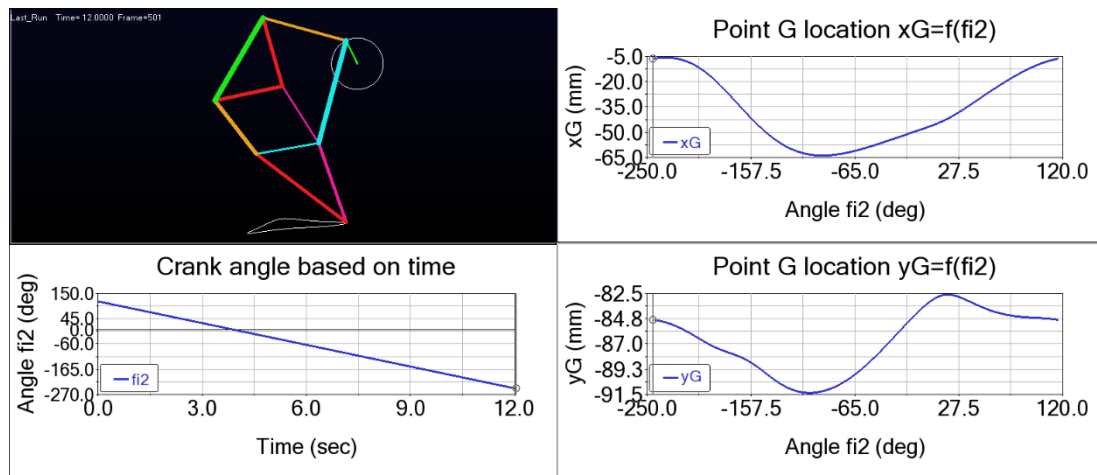 Last_Run Time= 12.0000 Frame=501
Point G location xG=f(fi2)
xG (mm)
-5.0
-20.0
-35.0
-50.0
-65.0
xG
-250.0 -157.5 -65.0 27.5 120.0
Angle fi2 (deg)
Crank angle based on time
Angle fi2 (deg)
150.0
45.0
0.0
-60.0
-165.0
-270.0
fi2
0.0 3.0 6.0 9.0 12.0
Time (sec)
Point G location yG=f(fi2)
yG (mm)
-82.5
-84.8
-87.0
-89.3
-91.5
yG
-250.0 -157.5 -65.0 27.5 120.0
Angle fi2 (deg)